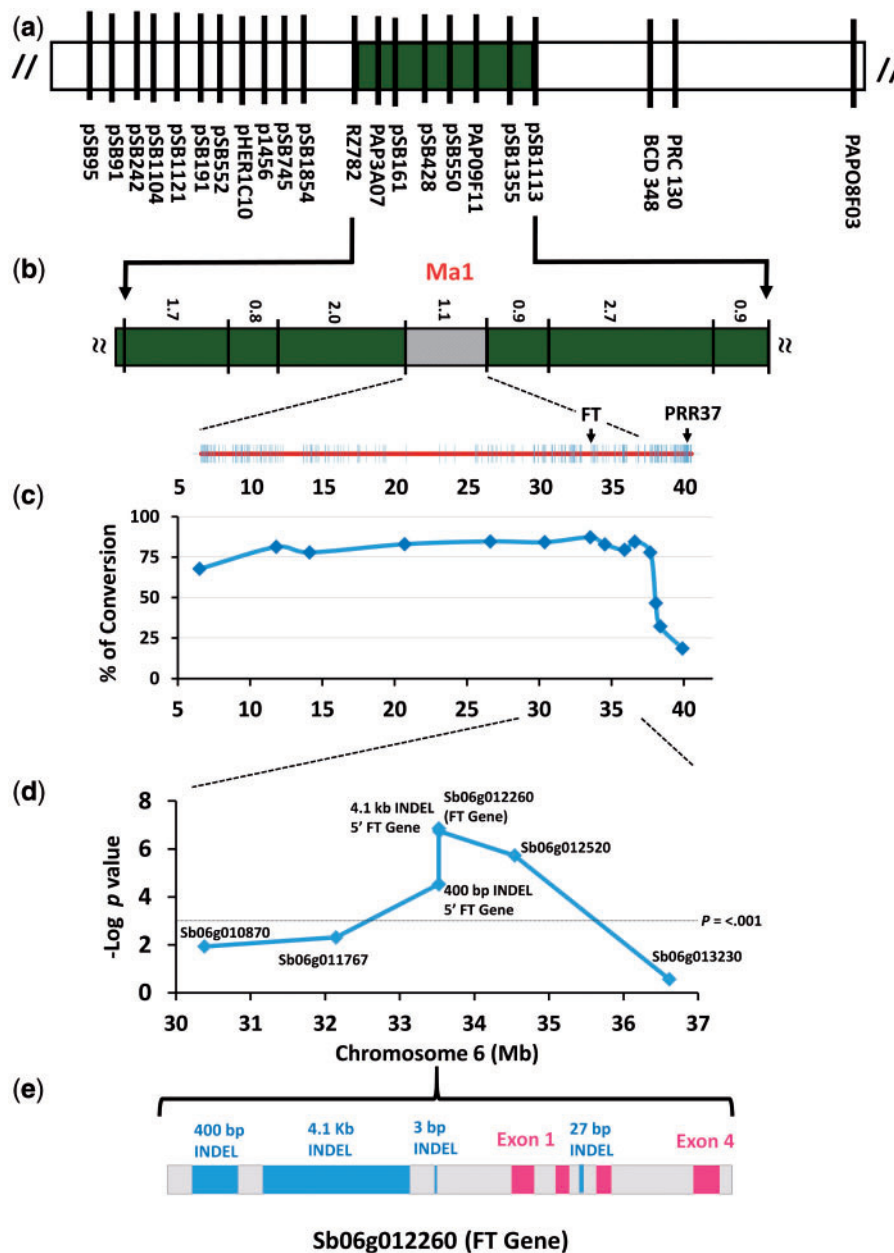 (a)
//
//
pSB95
pSB91
pSB242
pSB1104
pSB1121
pSB191
pSB552
pHER1C10
p1456
pSB745
pSB1854
RZ782
PAP3A07
pSB161
pSB428
pSB550
PAP09F11
pSB1355
pSB1113
BCD 348
PRC 130
PAPO8F03
(b)
Ma1
1.7
0.8
2.0
1.1
0.9
2.7
0.9
≈
≈
FT
PRR37
5 10 15 20 25 30 35 40
(c)
% of Conversion
100
75
50
25
0
5 10 15 20 25 30 35 40
(d)
-Log p value
8
6
4
2
0
4.1 kb INDEL
5' FT Gene
Sb06g012260
(FT Gene)
Sb06g012520
400 bp INDEL
5' FT Gene
P = <.001
Sb06g010870
Sb06g011767
Sb06g013230
30 32 33 34 35 36 37
Chromosome 6 (Mb)
(e)
400 bp
INDEL
4.1 Kb
INDEL
3 bp
INDEL
Exon 1
27 bp
INDEL
Exon 4
Sb06g012260 (FT Gene)